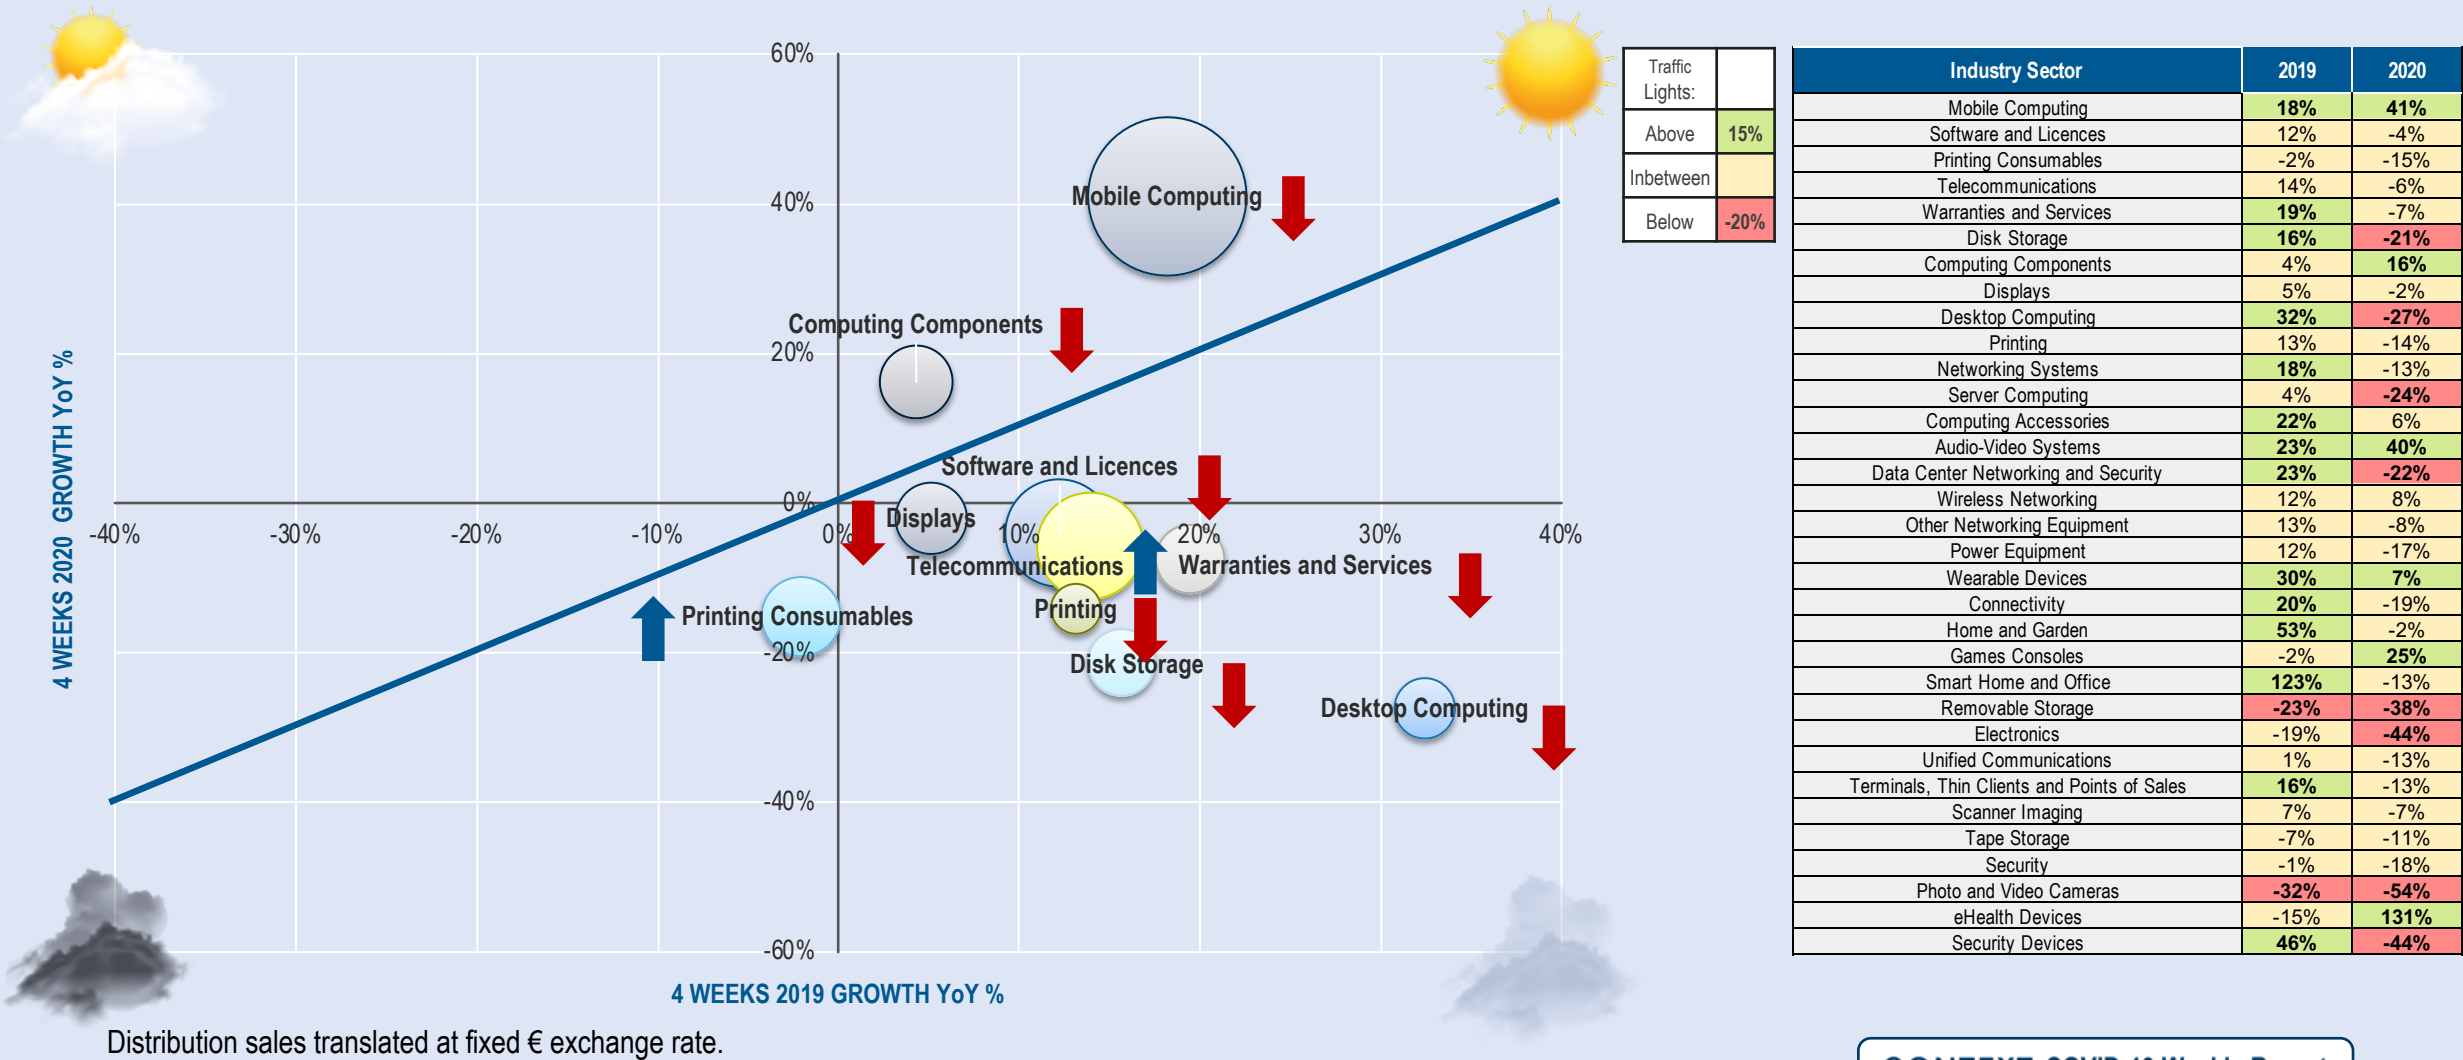 60%
40%
20%
0%
-20%
-40%
-60%
-40%
-30%
-20%
-10%
0%
10%
20%
30%
40%
4 WEEKS 2020 GROWTH YoY %
4 WEEKS 2019 GROWTH YoY %
Mobile Computing
Computing Components
Software and Licences
Displays
Telecommunications
Warranties and Services
Printing
Printing Consumables
Disk Storage
Desktop Computing
Traffic
Lights:
Above 15%
Inbetween
Below -20%
Industry Sector 2019 2020
Mobile Computing 18% 41%
Software and Licences 12% -4%
Printing Consumables -2% -15%
Telecommunications 14% -6%
Warranties and Services 19% -7%
Disk Storage 16% -21%
Computing Components 4% 16%
Displays 5% -2%
Desktop Computing 32% -27%
Printing 13% -14%
Networking Systems 18% -13%
Server Computing 4% -24%
Computing Accessories 22% 6%
Audio-Video Systems 23% 40%
Data Center Networking and Security 23% -22%
Wireless Networking 12% 8%
Other Networking Equipment 13% -8%
Power Equipment 12% -17%
Wearable Devices 30% 7%
Connectivity 20% -19%
Home and Garden 53% -2%
Games Consoles -2% 25%
Smart Home and Office 123% -13%
Removable Storage -23% -38%
Electronics -19% -44%
Unified Communications 1% -13%
Terminals, Thin Clients and Points of Sales 16% -13%
Scanner Imaging 7% -7%
Tape Storage -7% -11%
Security -1% -18%
Photo and Video Cameras -32% -54%
eHealth Devices -15% 131%
Security Devices 46% -44%
Distribution sales translated at fixed € exchange rate.